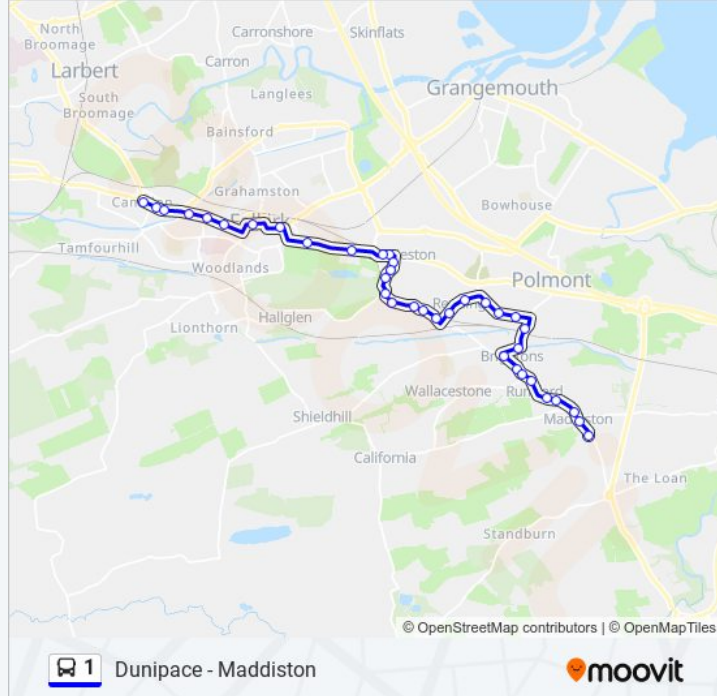 North
Broomage
Carronshore
Skinflats
Larbert
Carron
Langlees
Grangemouth
South
Broomage
Bainsford
Grahamston
Bowhouse
Tamfourhill
Woodlands
Polmont
Lionthorn
Hallglen
Wallacestone
Shieldhill
California
The Loan
Standburn
© OpenStreetMap contributors | © OpenMapTiles
1 Dunipace - Maddiston
moovit